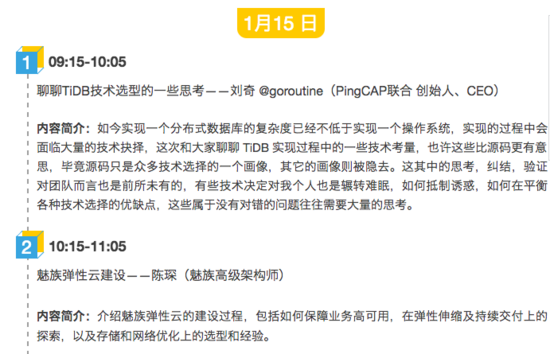 1月15 日
1 09:15-10:05
聊聊TiDB技术选型的一些思考——刘奇 @goroutine（PingCAP联合 创始人、CEO）
内容简介：如今实现一个分布式数据库的复杂度已经不低于实现一个操作系统，实现的过程中会
面临大量的技术抉择，这次和大家聊聊 TiDB 实现过程中的一些技术考量，也许这些比源码更有意
思，毕竟源码只是众多技术选择的一个画像，其它的画像则被隐去。这其中的思考，纠结，验证
对团队而言也是前所未有的，有些技术决定对我个人也是辗转难眠，如何抵制诱惑，如何在平衡
各种技术选择的优缺点，这些属于没有对错的问题往往需要大量的思考。
2 10:15-11:05
魅族弹性云建设——陈琛（魅族高级架构师）
内容简介：介绍魅族弹性云的建设过程，包括如何保障业务高可用，在弹性伸缩及持续交付上的
探索，以及存储和网络优化上的选型和经验。